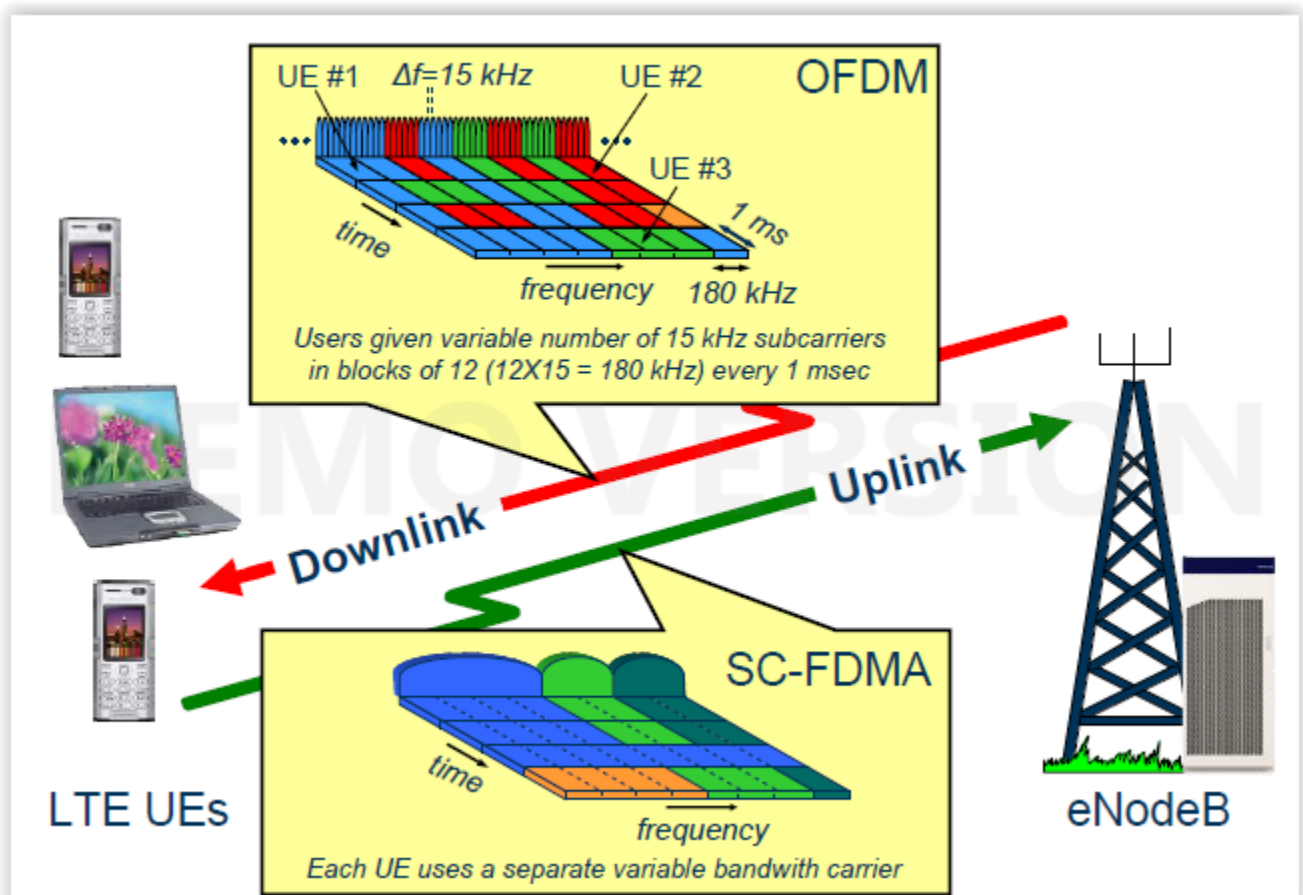 OFDM
UE #1
Δf=15 kHz
UE #2
UE #3
time
1 ms
frequency
180 kHz
Users given variable number of 15 kHz subcarriers
in blocks of 12 (12X15 = 180 kHz) every 1 msec
DEMO VERSION
Downlink
Uplink
SC-FDMA
time
frequency
Each UE uses a separate variable bandwith carrier
LTE UEs
eNodeB